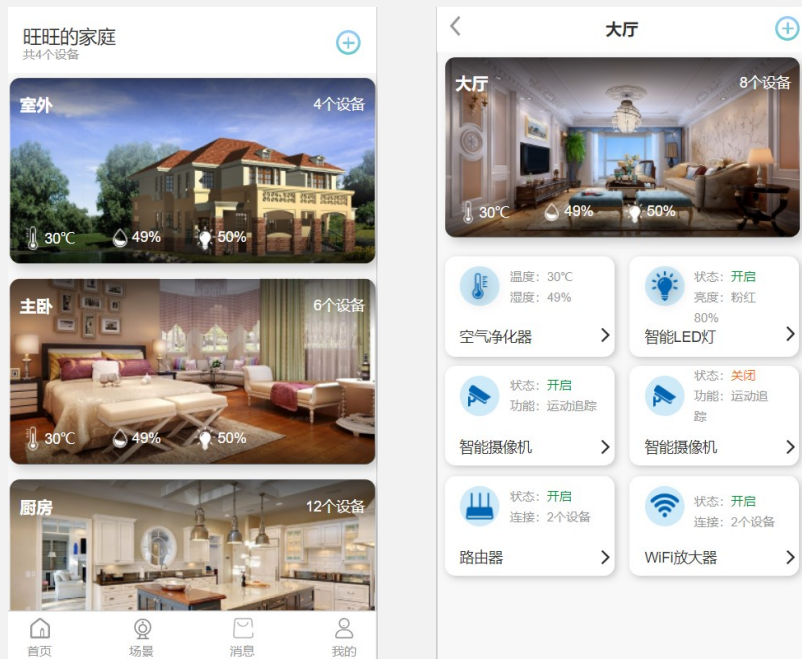 旺旺的家庭
共4个设备
室外
4个设备
30℃
49%
50%
主卧
6个设备
30℃
49%
50%
厨房
12个设备
首页
场景
消息
我的
大厅
大厅
8个设备
30℃
49%
50%
温度：30℃
湿度：49%
空气净化器
状态：开启
亮度：粉红
80%
智能LED灯
状态：开启
功能：运动追踪
智能摄像机
状态：关闭
功能：运动追
踪
智能摄像机
状态：开启
连接：2个设备
路由器
状态：开启
连接：2个设备
WiFi放大器